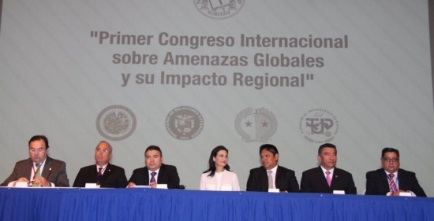 "Primer Congreso Internacional
sobre Amenazas Globales
y su Impacto Regional"